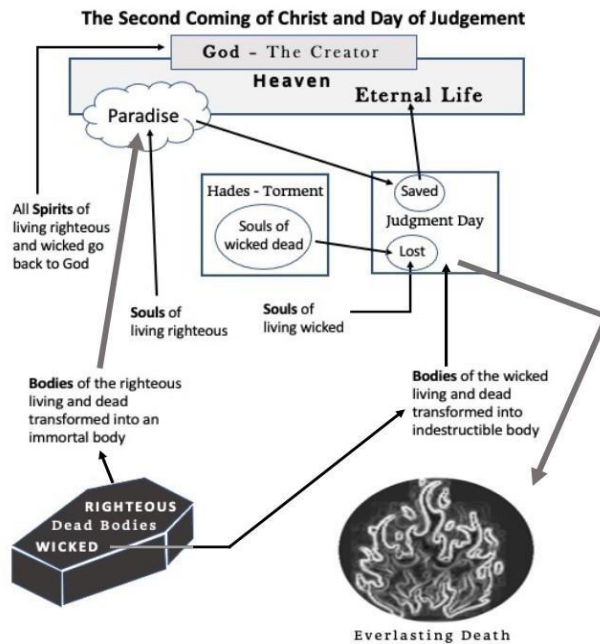 The Second Coming of Christ and Day of Judgement
God - The Creator
Heaven
Eternal Life
Paradise
All Spirits of
living righteous
and wicked go
back to God
Hades - Torment
Souls of
wicked dead
Saved
Judgment Day
Lost
Souls of
living righteous
Souls of
living wicked
Bodies of the righteous
living and dead
transformed into an
immortal body
Bodies of the wicked
living and dead
transformed into
indestructible body
RIGHTEOUS
Dead Bodies
WICKED
Everlasting Death